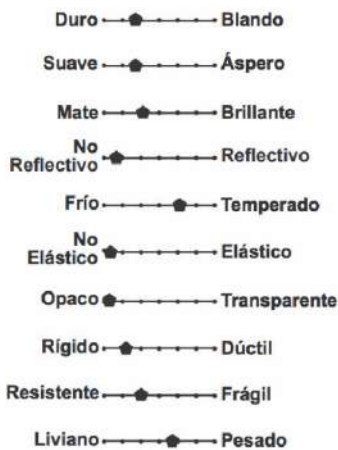 Duro Blando
Suave Áspero
Mate Brillante
No
Reflectivo Reflectivo
Frío Temperado
No
Elástico Elástico
Opaco Transparente
Rígido Dúctil
Resistente Frágil
Liviano Pesado